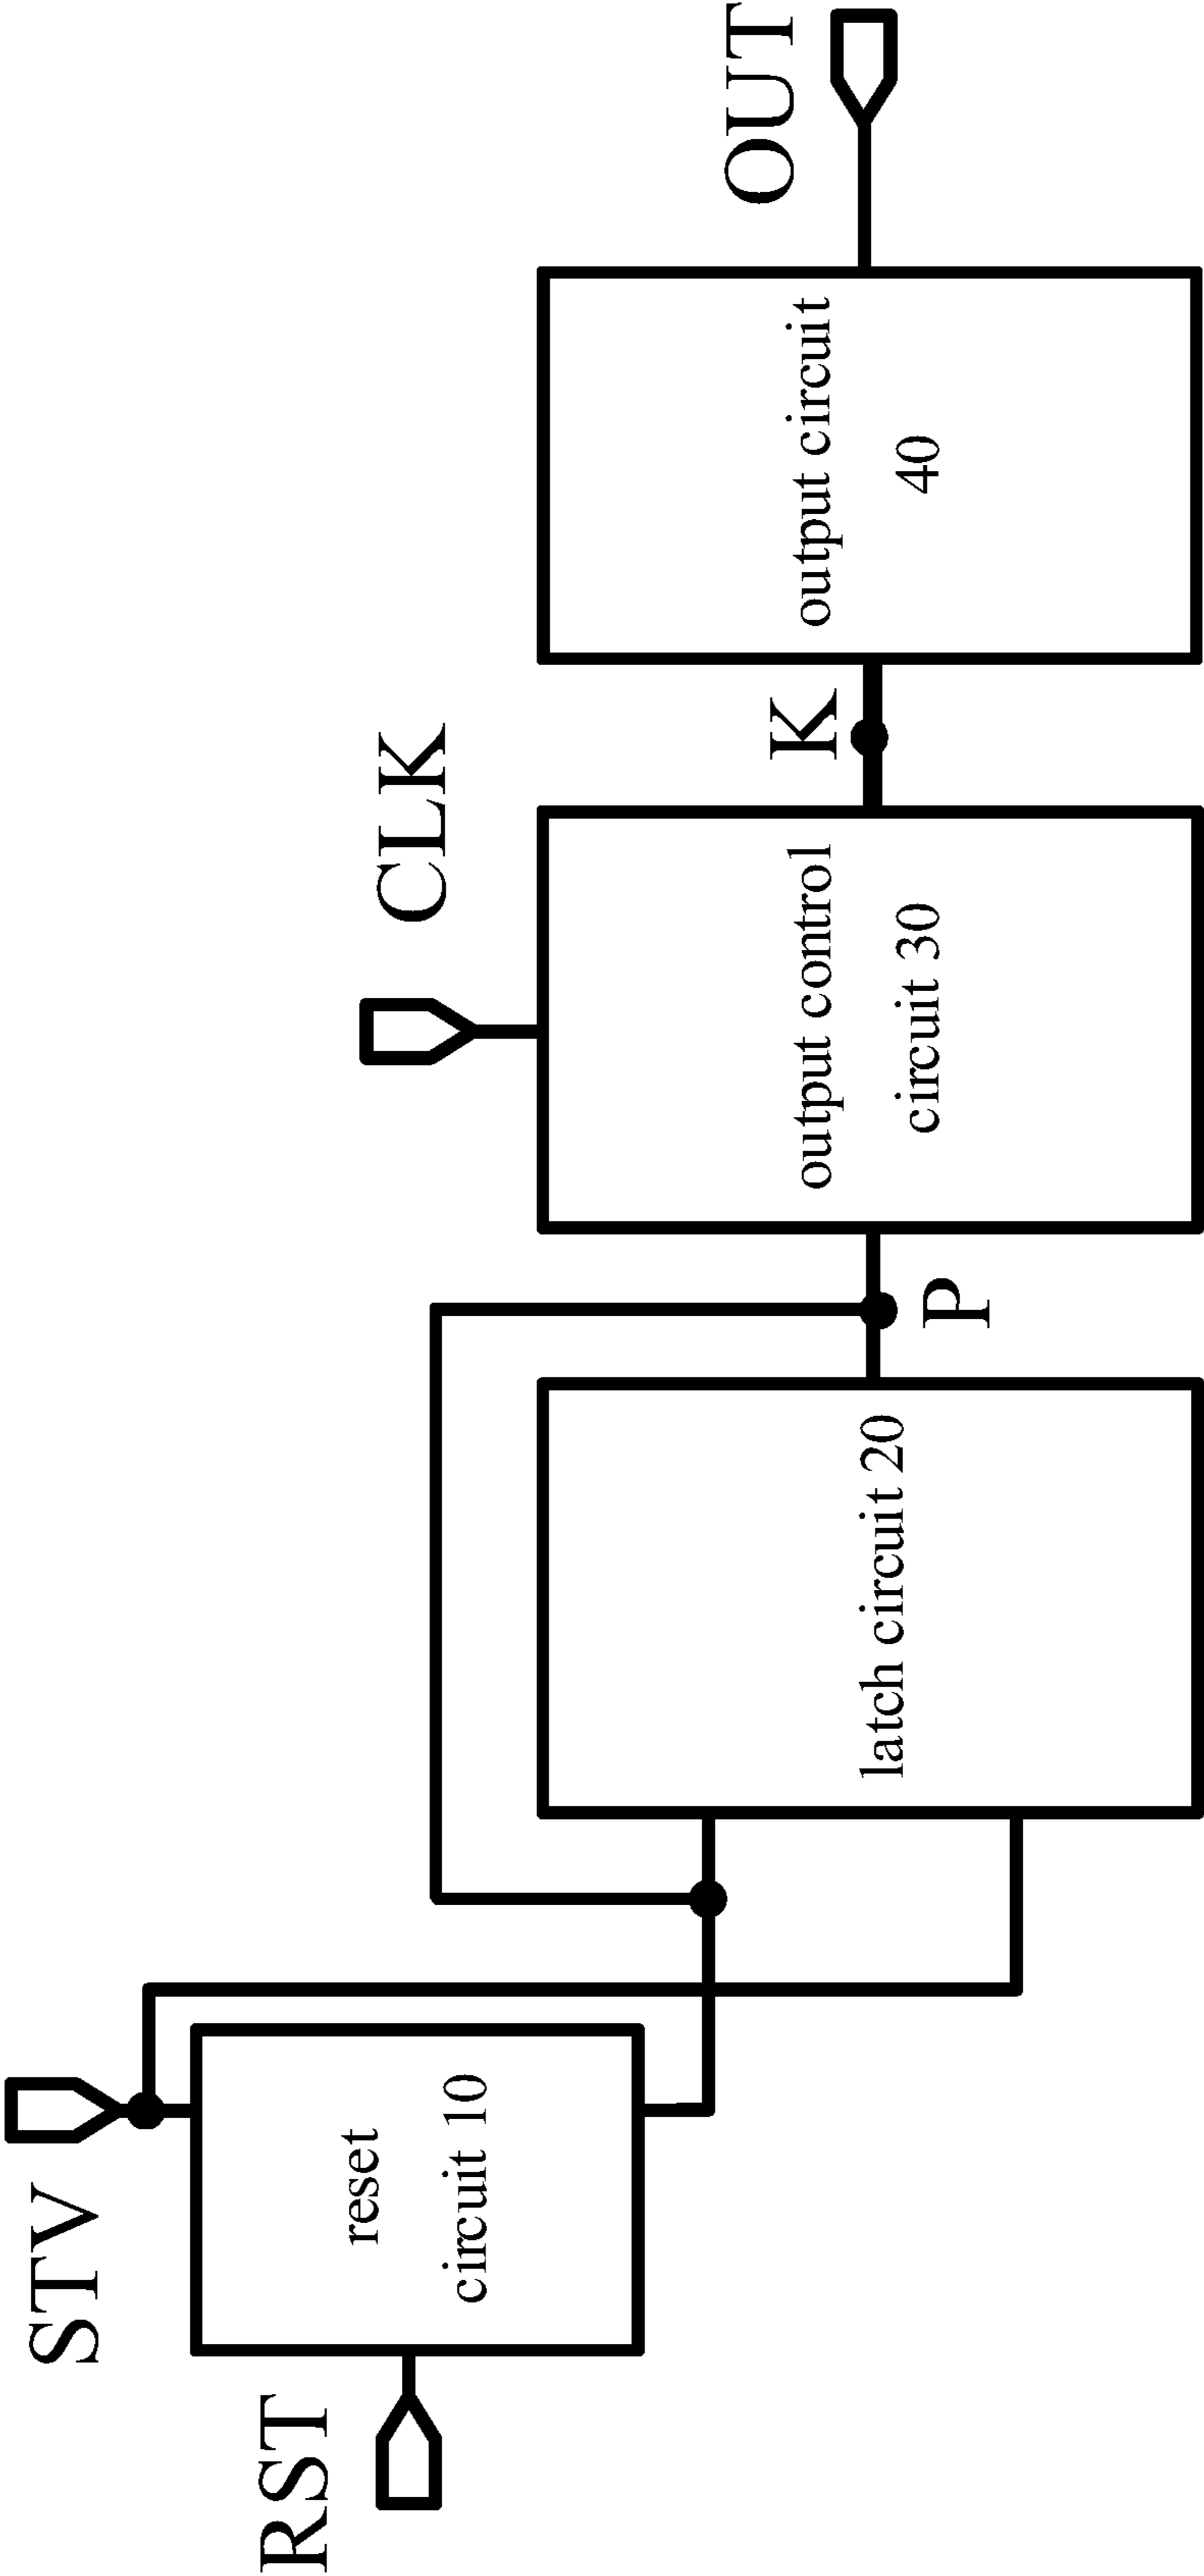 STV
RST
reset
circuit 10
latch circuit 20
P
CLK
output control
circuit 30
K
output circuit
40
OUT